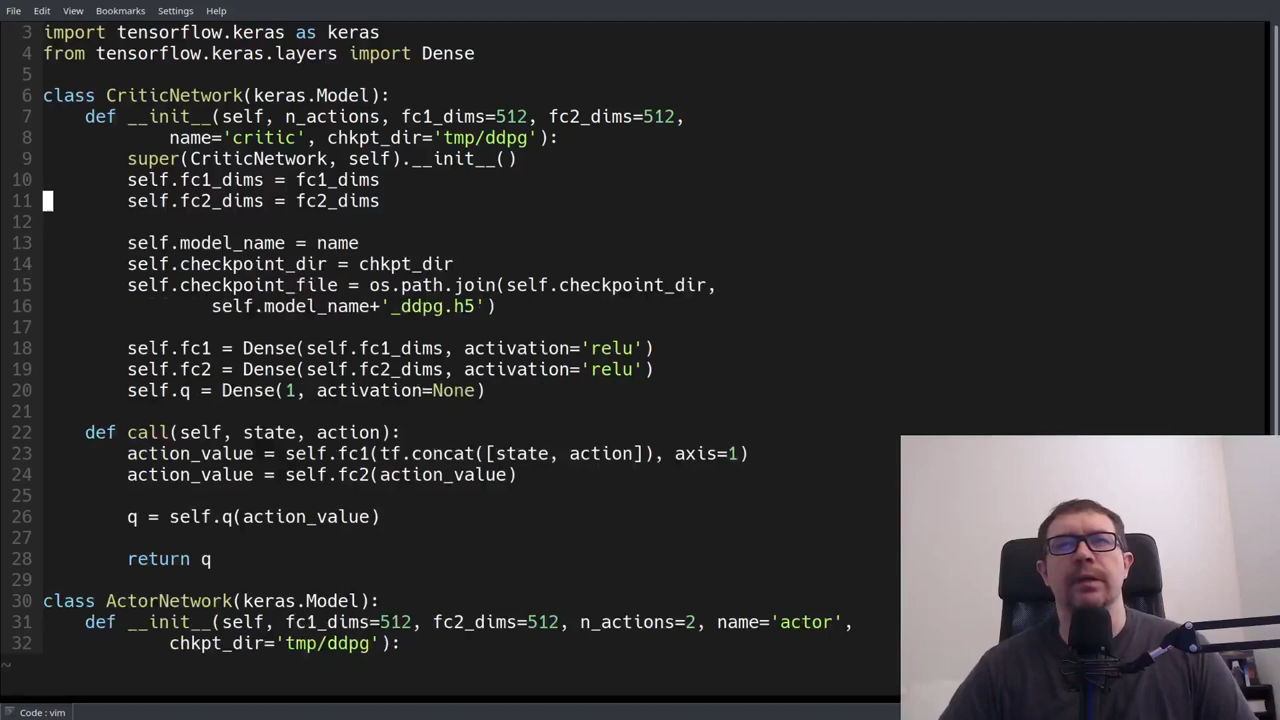 File Edit View Bookmarks Settings Help
3 import tensorflow.keras as keras
4 from tensorflow.keras.layers import Dense
5
6 class CriticNetwork(keras.Model):
7     def __init__(self, n_actions, fc1_dims=512, fc2_dims=512,
8             name='critic', chkpt_dir='tmp/ddpg'):
9         super(CriticNetwork, self).__init__()
10         self.fc1_dims = fc1_dims
11         self.fc2_dims = fc2_dims
12
13         self.model_name = name
14         self.checkpoint_dir = chkpt_dir
15         self.checkpoint_file = os.path.join(self.checkpoint_dir,
16                 self.model_name+'_ddpg.h5')
17
18         self.fc1 = Dense(self.fc1_dims, activation='relu')
19         self.fc2 = Dense(self.fc2_dims, activation='relu')
20         self.q = Dense(1, activation=None)
21
22     def call(self, state, action):
23         action_value = self.fc1(tf.concat([state, action]), axis=1)
24         action_value = self.fc2(action_value)
25
26         q = self.q(action_value)
27
28         return q
29
30 class ActorNetwork(keras.Model):
31     def __init__(self, fc1_dims=512, fc2_dims=512, n_actions=2, name='actor',
32             chkpt_dir='tmp/ddpg'):
~
Code : vim